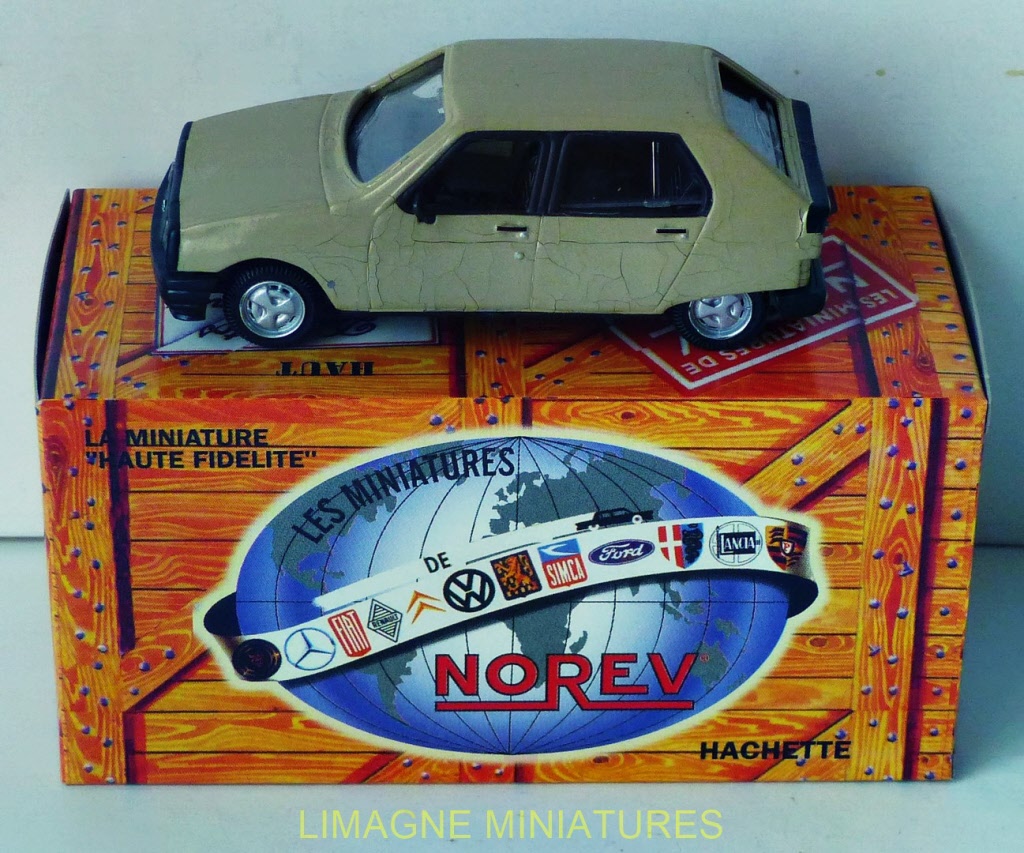 HAUT
LES MINIATURES DE
N
LA MINIATURE
"HAUTE FIDELITE"
LES MINIATURES
DE
FIAT
RENAULT
SIMCA
Ford
LANCIA
NOREV
HACHETTE
LIMAGNE MINIATURES